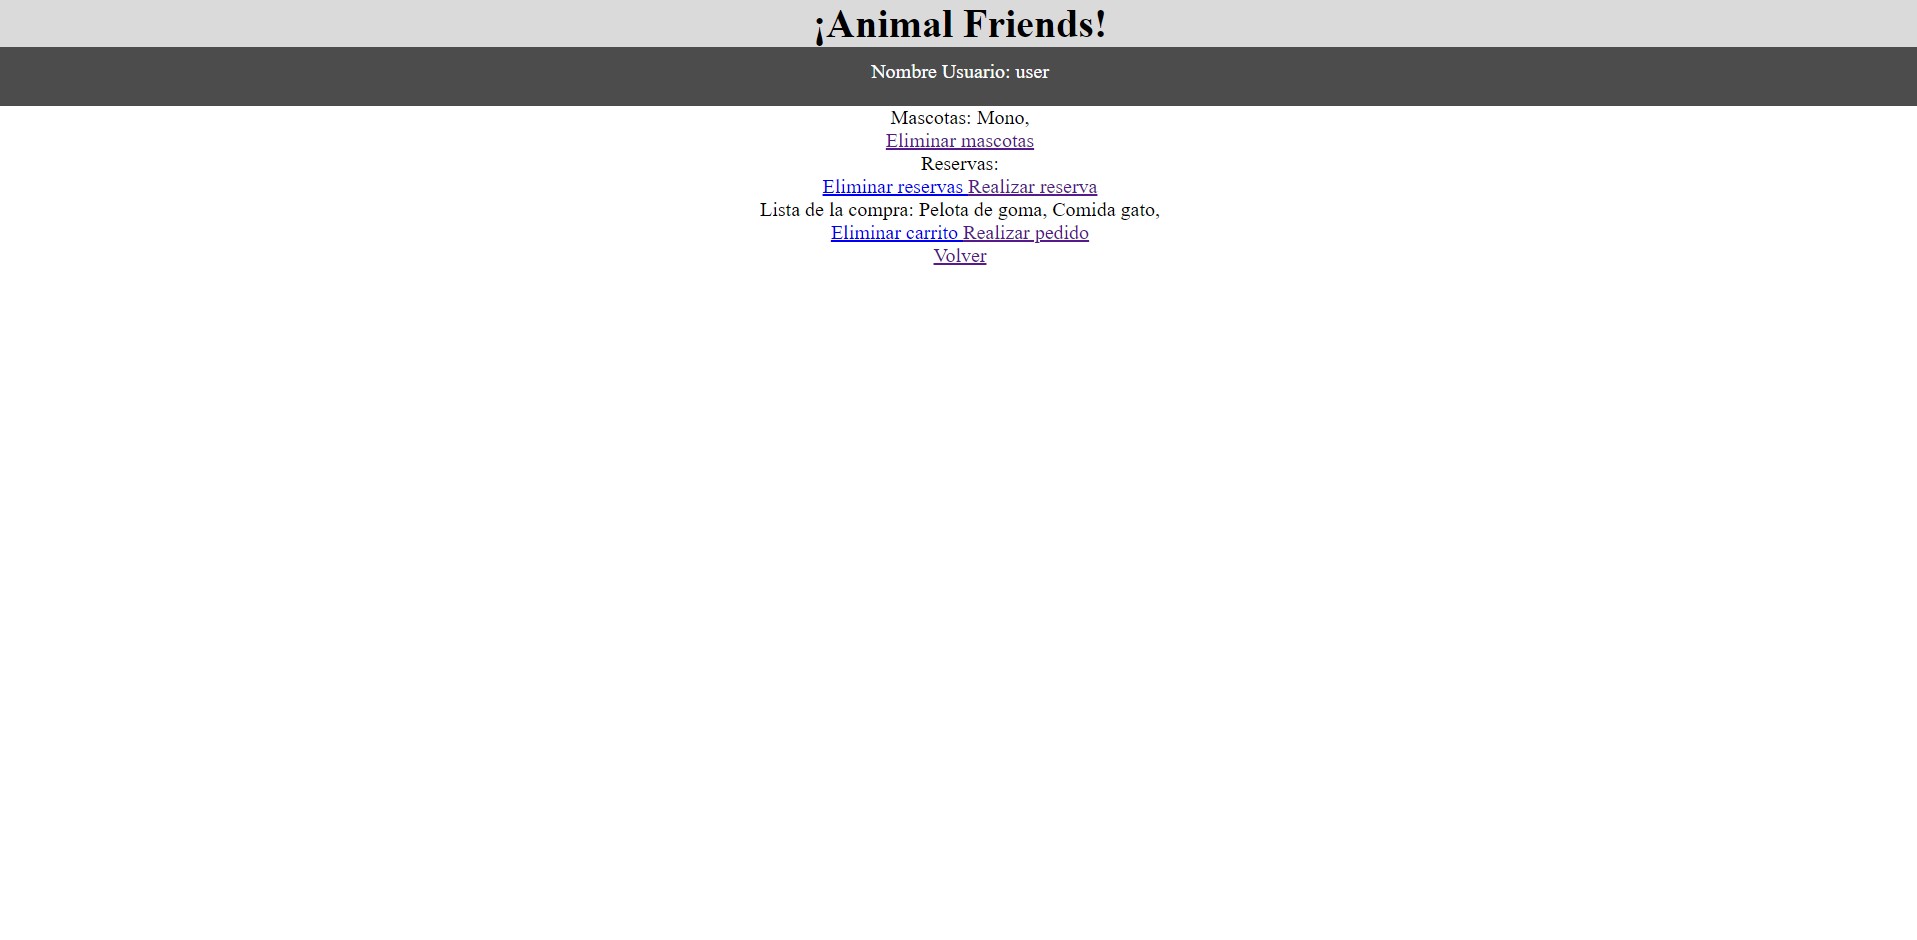 ¡Animal Friends!
Nombre Usuario: user
Mascotas: Mono,
Eliminar mascotas
Reservas:
Eliminar reservas Realizar reserva
Lista de la compra: Pelota de goma, Comida gato,
Eliminar carrito Realizar pedido
Volver